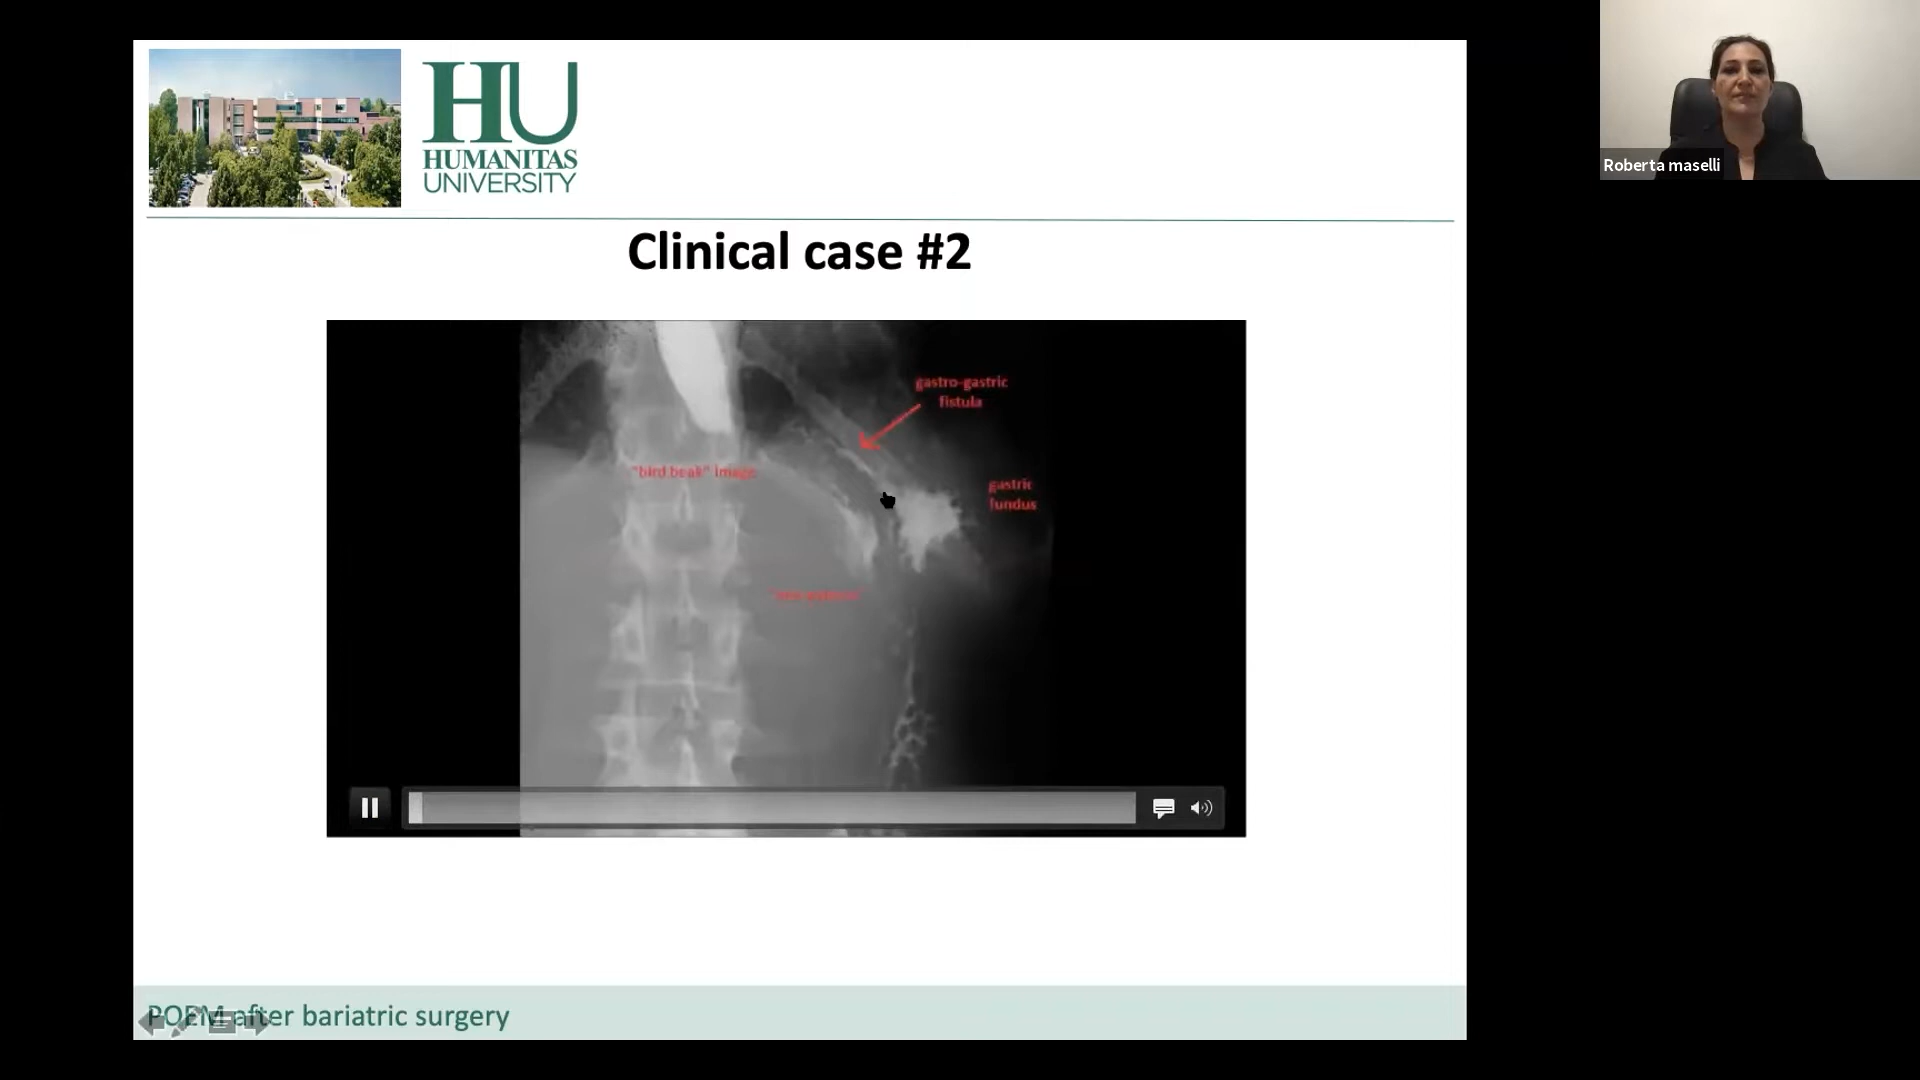 HU
HUMANITAS
UNIVERSITY
Roberta maselli
Clinical case #2
gastro-gastric
fistula
"bird beak" image
gastric
fundus
POEM after bariatric surgery